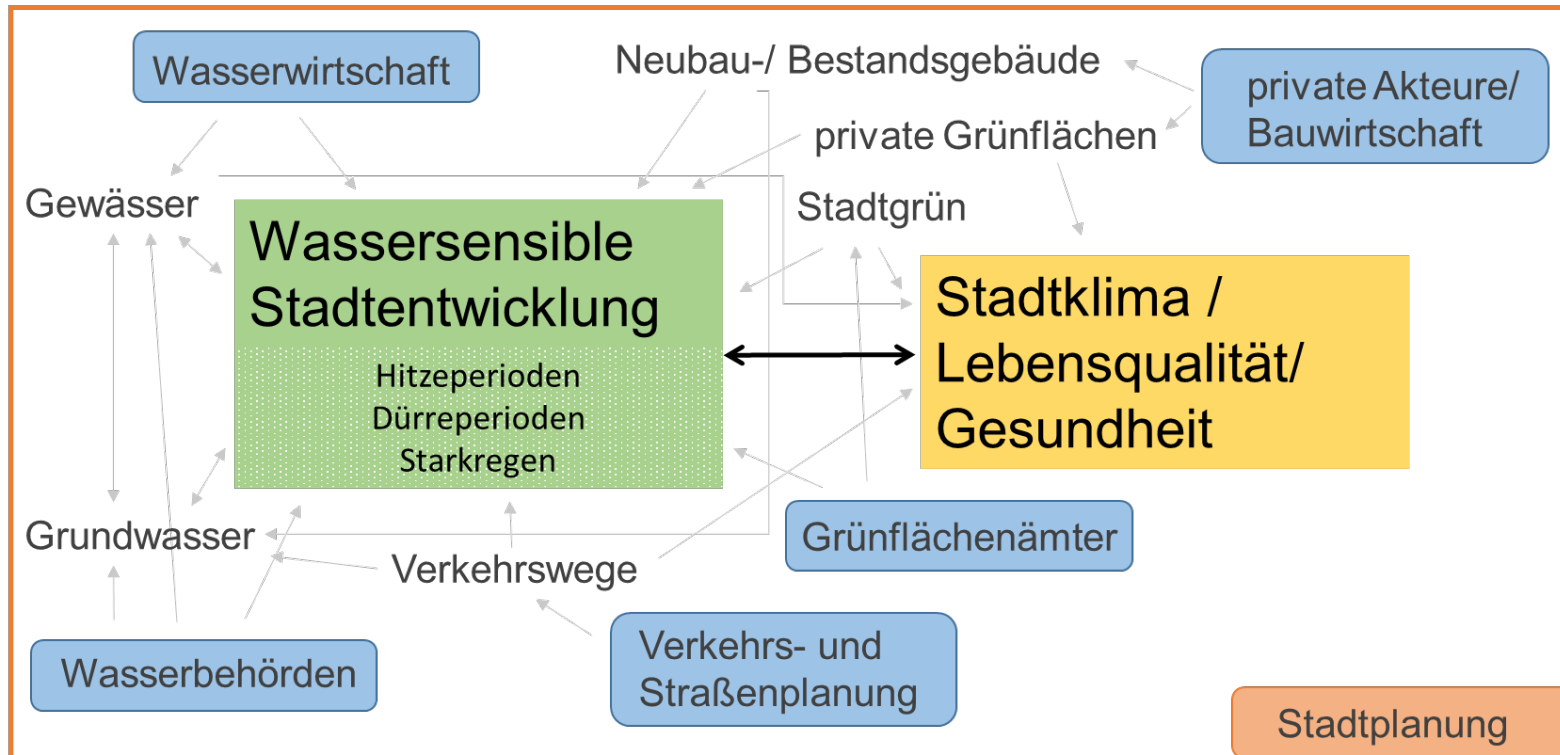 Wasserwirtschaft
Neubau-/ Bestandsgebäude
private Akteure/
Bauwirtschaft
private Grünflächen
Gewässer
Stadtgrün
Wassersensible
Stadtentwicklung
Hitzeperioden
Dürreperioden
Starkregen
Stadtklima /
Lebensqualität/
Gesundheit
Grundwasser
Verkehrswege
Grünflächenämter
Wasserbehörden
Verkehrs- und
Straßenplanung
Stadtplanung